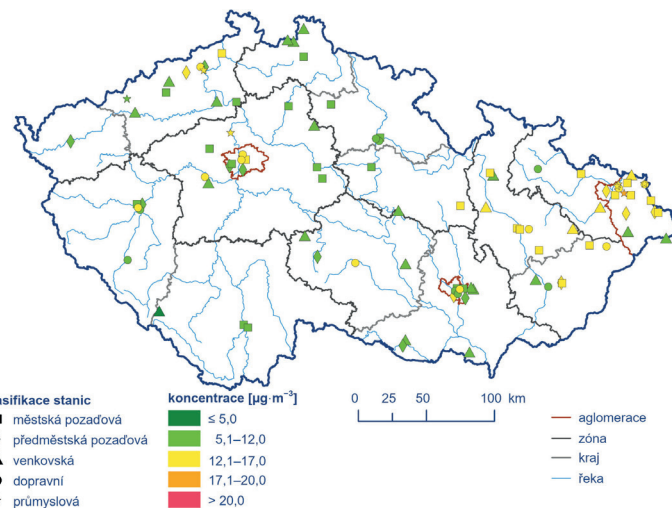 nsifikace stanic
městská pozaďová
předměstská pozaďová
venkovská
dopravní
průmyslová
koncentrace [µg·m⁻³]
≤ 5,0
5,1–12,0
12,1–17,0
17,1–20,0
> 20,0
0 25 50 100 km
aglomerace
zóna
kraj
řeka